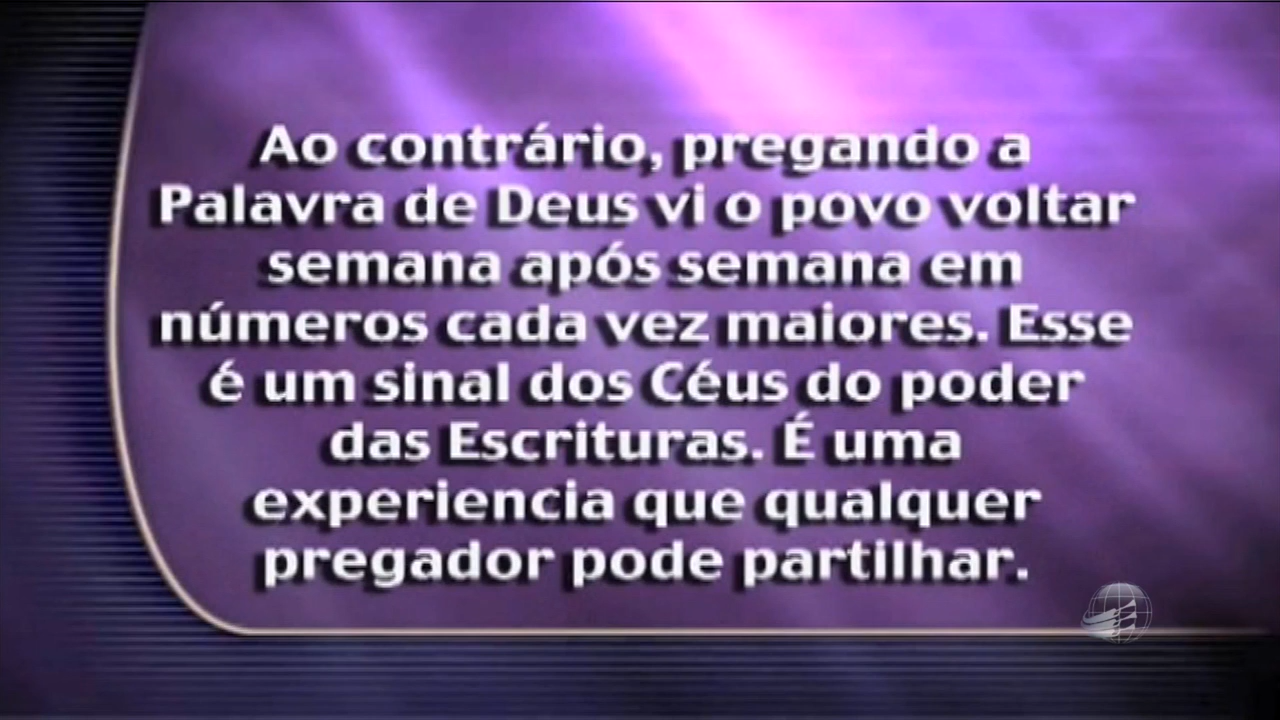 Ao contrário, pregando a
Palavra de Deus vi o povo voltar
semana após semana em
números cada vez maiores. Esse
é um sinal dos Céus do poder
das Escrituras. É uma
experiencia que qualquer
pregador pode partilhar.